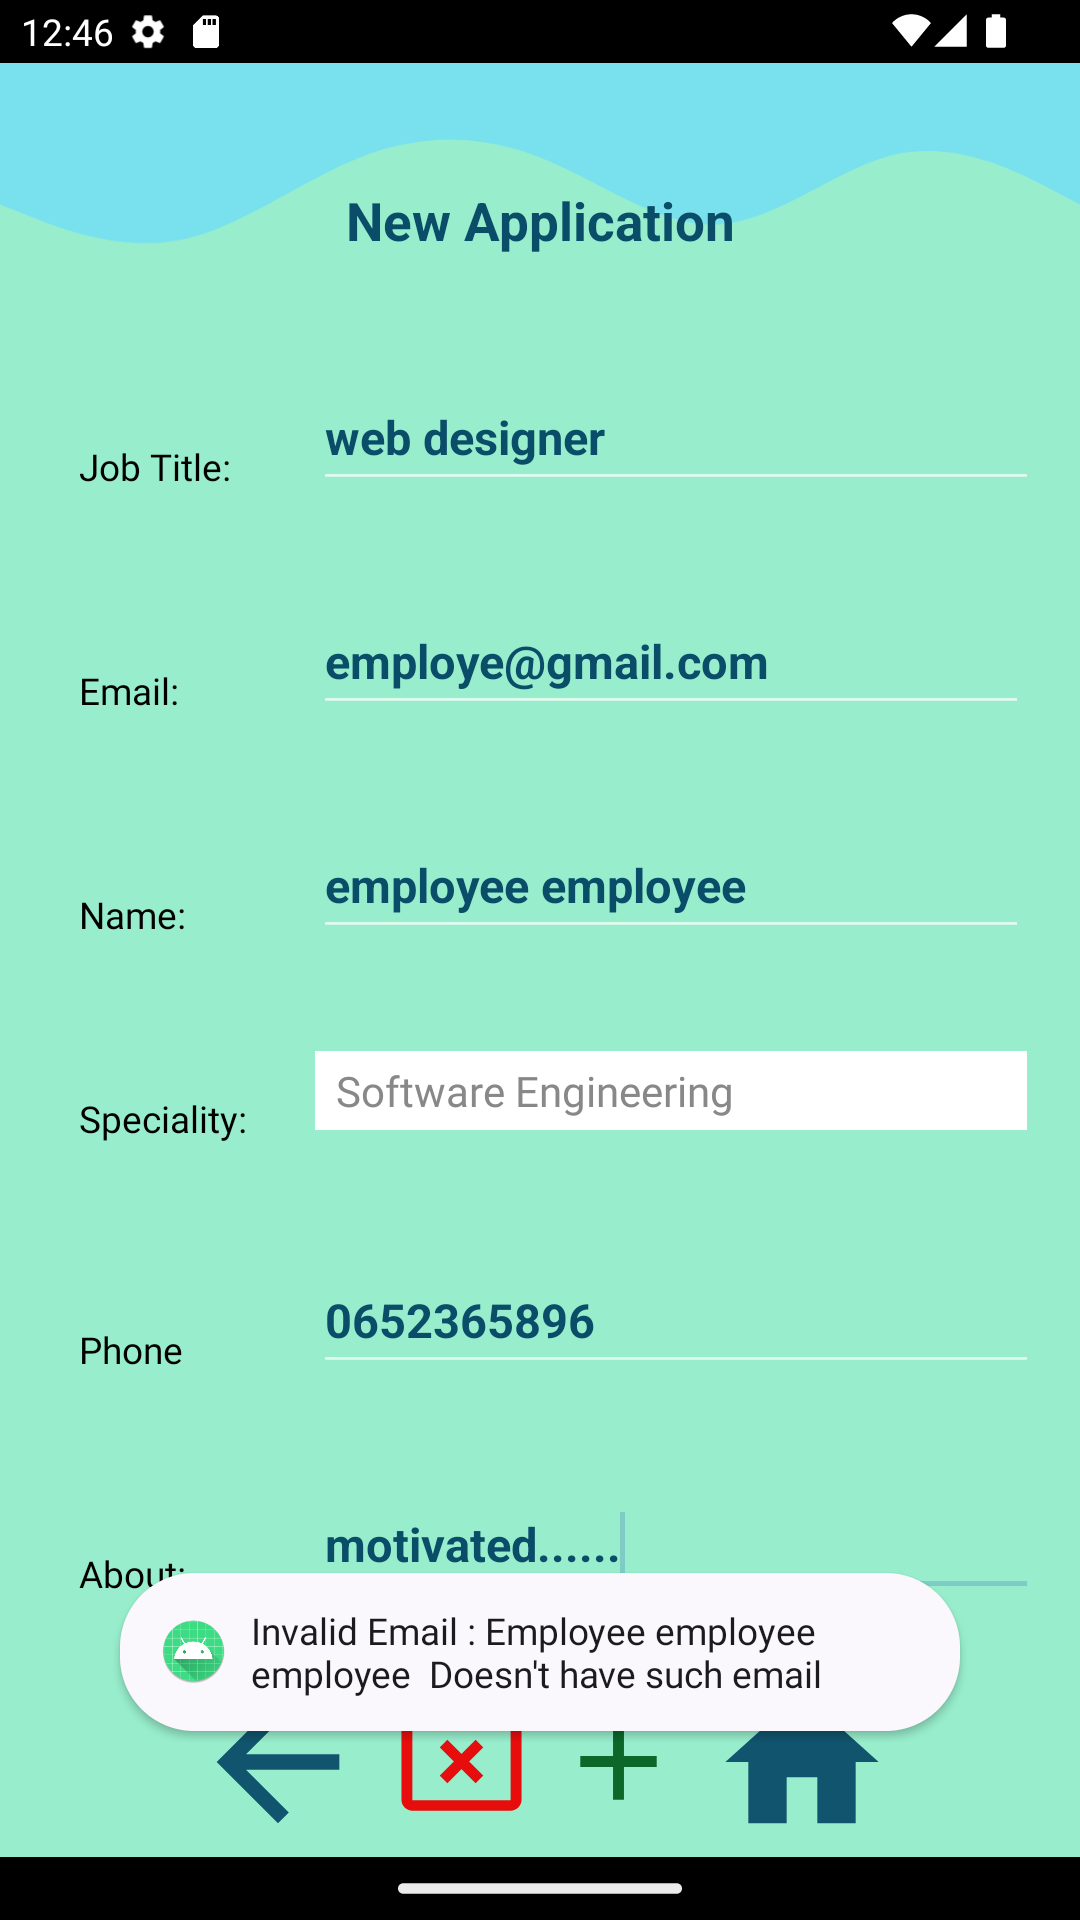 12:46
New Application
Job Title:
web designer
Email:
employe@gmail.com
Name:
employee employee
Speciality:
Software Engineering
Phone
0652365896
About:
motivated......
Invalid Email : Employee employee
employee  Doesn't have such email